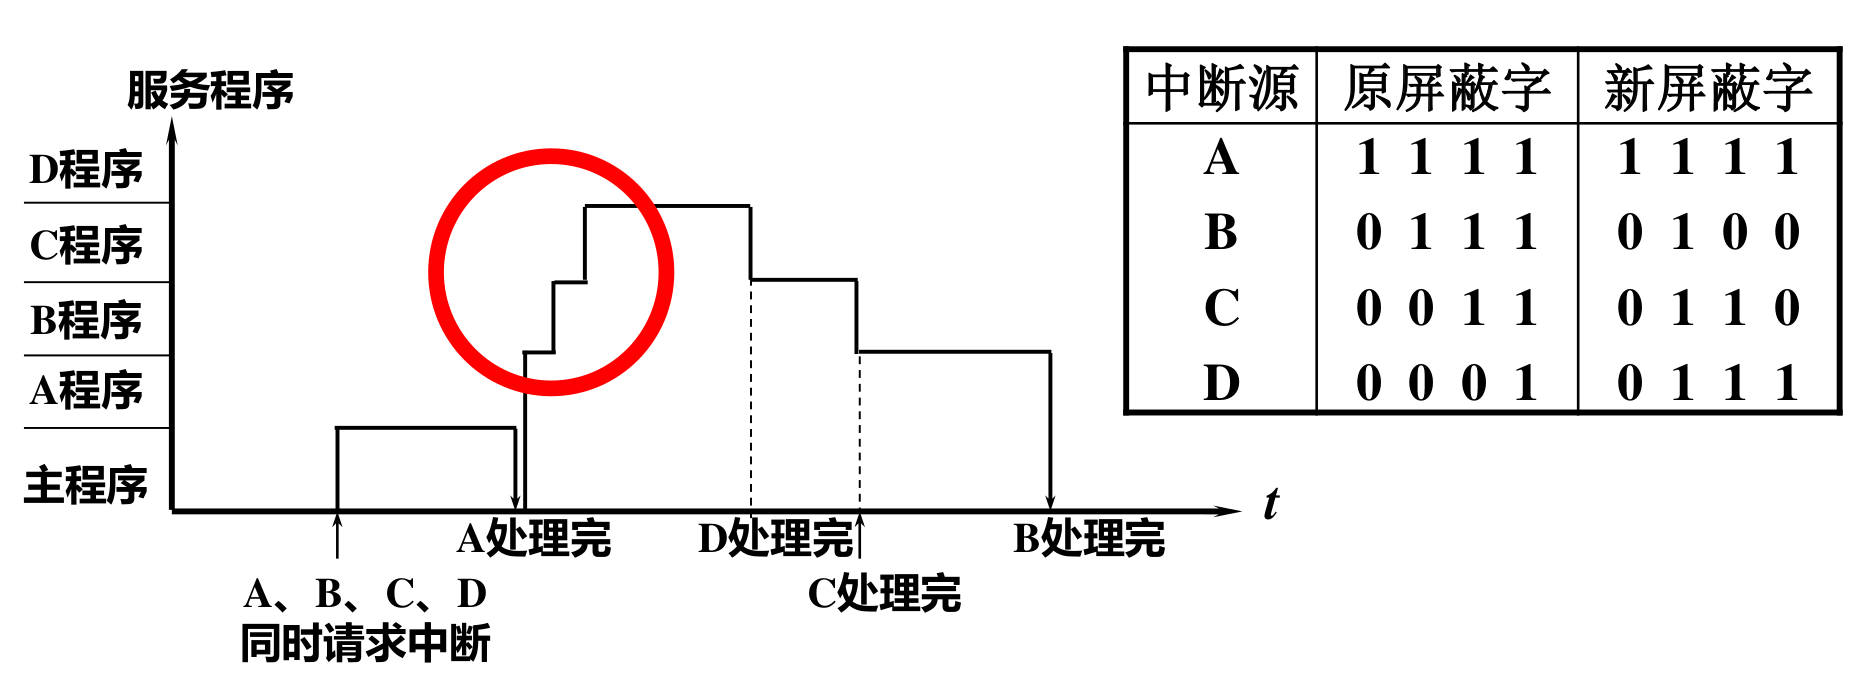 服务程序
D程序
C程序
B程序
A程序
主程序
t
A处理完
D处理完
B处理完
C处理完
A、B、C、D
同时请求中断
中断源 原屏蔽字 新屏蔽字
A 1 1 1 1 1 1 1 1
B 0 1 1 1 0 1 0 0
C 0 0 1 1 0 1 1 0
D 0 0 0 1 0 1 1 1